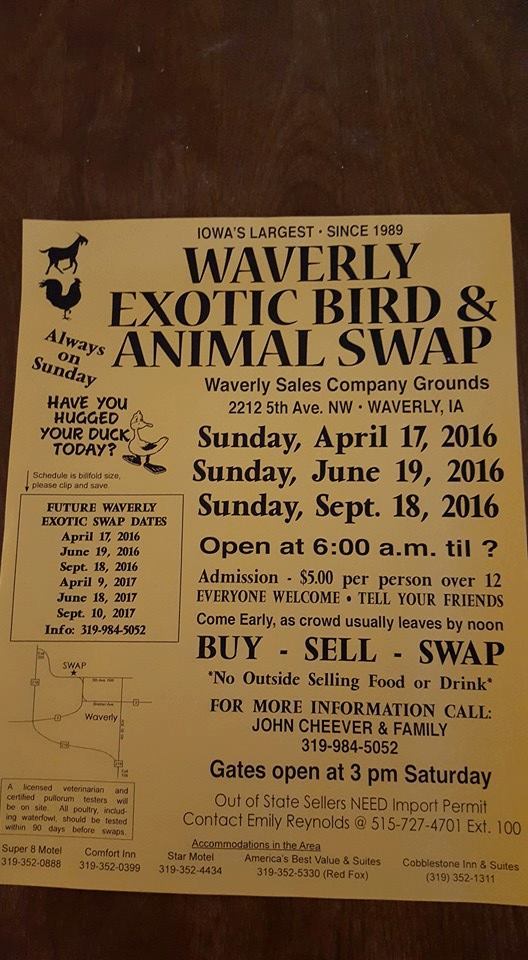 IOWA'S LARGEST • SINCE 1989
WAVERLY
EXOTIC BIRD &
ANIMAL SWAP
Always
on
Sunday
Waverly Sales Company Grounds
2212 5th Ave. NW • WAVERLY, IA
HAVE YOU
HUGGED
YOUR DUCK
TODAY?
Sunday, April 17, 2016
Sunday, June 19, 2016
Sunday, Sept. 18, 2016
Schedule is billfold size,
please clip and save.
FUTURE WAVERLY
EXOTIC SWAP DATES
April 17, 2016
June 19, 2016
Sept. 18, 2016
April 9, 2017
June 18, 2017
Sept. 10, 2017
Info: 319-984-5052
Open at 6:00 a.m. til ?
Admission - $5.00 per person over 12
EVERYONE WELCOME • TELL YOUR FRIENDS
Come Early, as crowd usually leaves by noon
BUY - SELL - SWAP
*No Outside Selling Food or Drink*
FOR MORE INFORMATION CALL:
JOHN CHEEVER & FAMILY
319-984-5052
Gates open at 3 pm Saturday
SWAP
Waverly
A licensed veterinarian and
certified pullorum testers will
be on site. All poultry, includ-
ing waterfowl, should be tested
within 90 days before swaps.
Out of State Sellers NEED Import Permit
Contact Emily Reynolds @ 515-727-4701 Ext. 100
Accommodations in the Area
Super 8 Motel
319-352-0888
Comfort Inn
319-352-0399
Star Motel
319-352-4434
America's Best Value & Suites
319-352-5330 (Red Fox)
Cobblestone Inn & Suites
(319) 352-1311